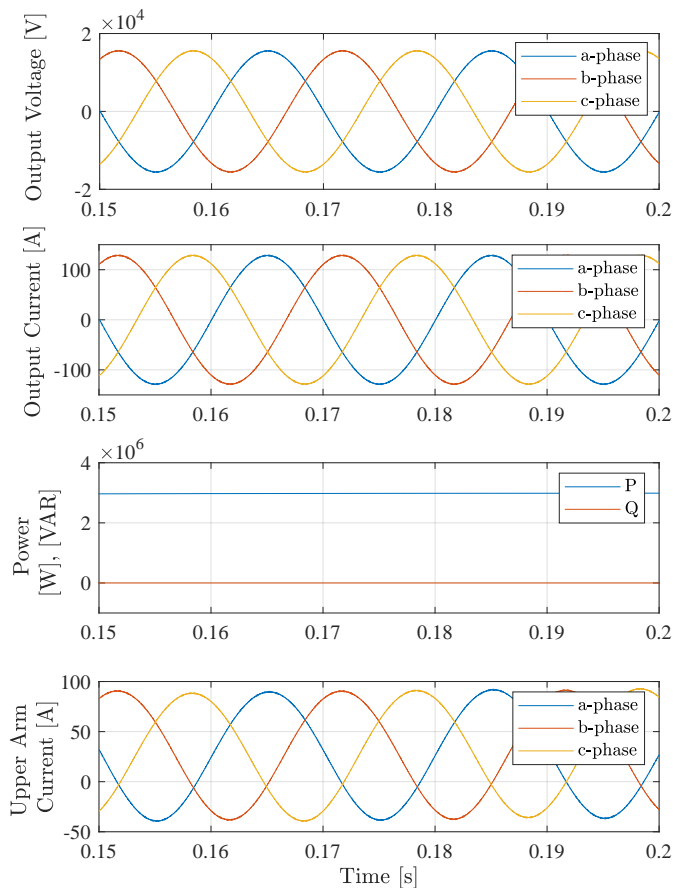 ×10⁴
Output Voltage [V]
2
0
-2
a-phase
b-phase
c-phase
0.15 0.16 0.17 0.18 0.19 0.2
Output Current [A]
100
0
-100
a-phase
b-phase
c-phase
0.15 0.16 0.17 0.18 0.19 0.2
×10⁶
Power
[W], [VAR]
4
2
0
P
Q
0.15 0.16 0.17 0.18 0.19 0.2
Upper Arm
Current [A]
100
50
0
-50
a-phase
b-phase
c-phase
0.15 0.16 0.17 0.18 0.19 0.2
Time [s]